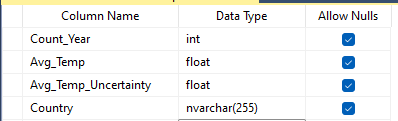 Column Name Data Type Allow Nulls
Count_Year int
Avg_Temp float
Avg_Temp_Uncertainty float
Country nvarchar(255)